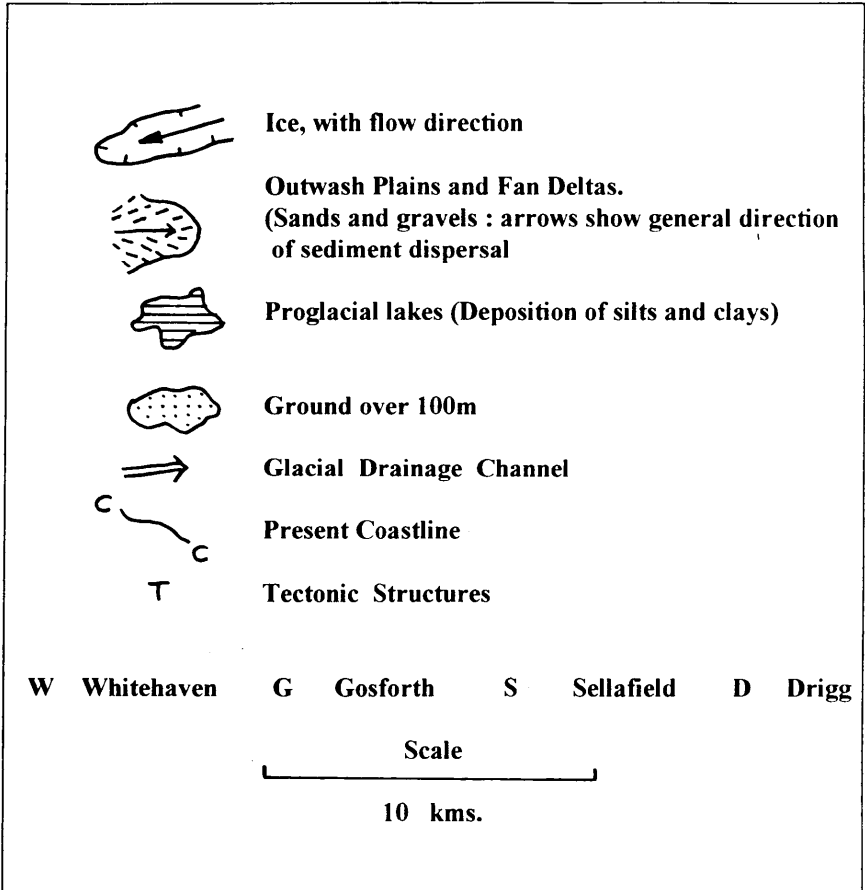 Ice, with flow direction
Outwash Plains and Fan Deltas.
(Sands and gravels : arrows show general direction
of sediment dispersal
Proglacial lakes (Deposition of silts and clays)
Ground over 100m
Glacial Drainage Channel
C
C
Present Coastline
T Tectonic Structures
W Whitehaven G Gosforth S Sellafield D Drigg
Scale
10 kms.